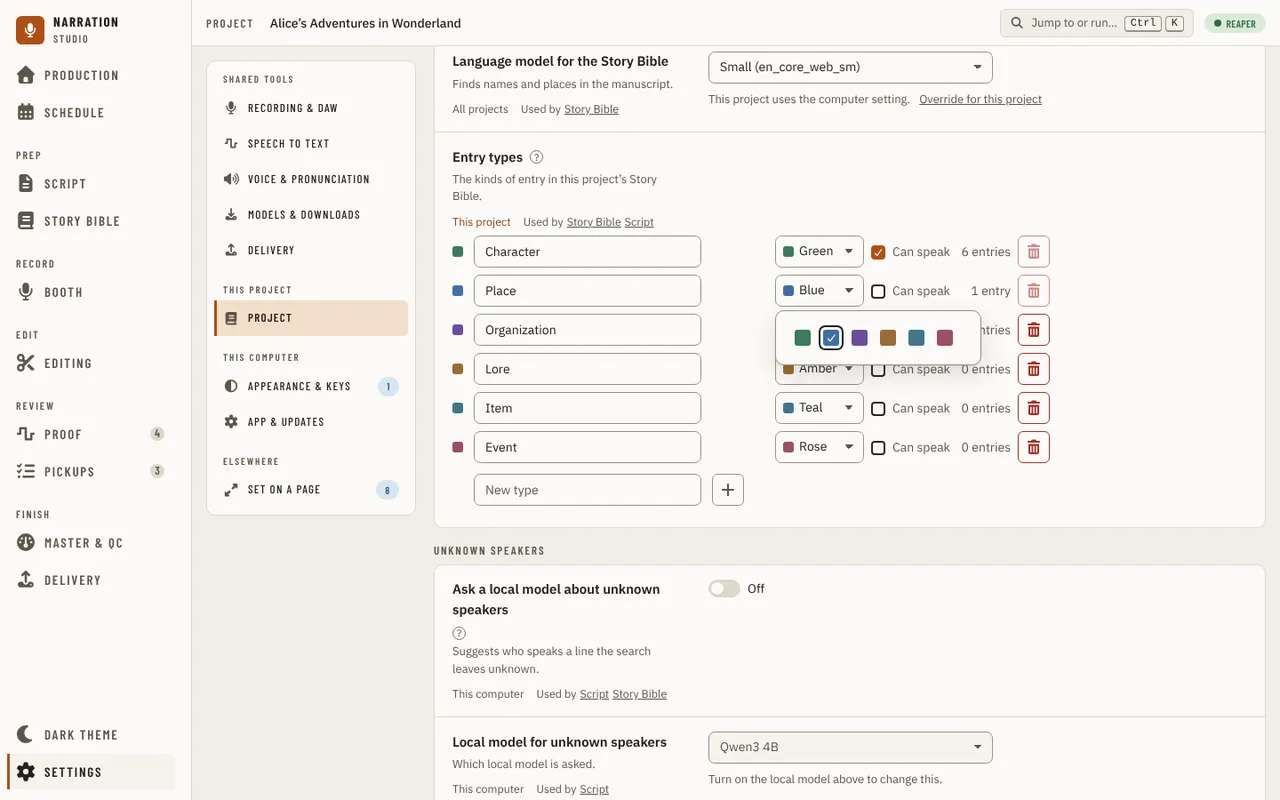 NARRATION
STUDIO
PRODUCTION
SCHEDULE
PREP
SCRIPT
STORY BIBLE
RECORD
BOOTH
EDIT
EDITING
REVIEW
PROOF 4
PICKUPS 3
FINISH
MASTER & QC
DELIVERY
DARK THEME
SETTINGS
PROJECT Alice's Adventures in Wonderland
Jump to or run... Ctrl K
REAPER
SHARED TOOLS
RECORDING & DAW
SPEECH TO TEXT
VOICE & PRONUNCIATION
MODELS & DOWNLOADS
DELIVERY
THIS PROJECT
PROJECT
THIS COMPUTER
APPEARANCE & KEYS 1
APP & UPDATES
ELSEWHERE
SET ON A PAGE 8
Language model for the Story Bible
Finds names and places in the manuscript.
All projects Used by Story Bible
Small (en_core_web_sm)
This project uses the computer setting. Override for this project
Entry types ?
The kinds of entry in this project's Story
Bible.
This project Used by Story Bible Script
Character Green Can speak 6 entries
Place Blue Can speak 1 entry
Organization ntries
Lore Amber Can speak 0 entries
Item Teal Can speak 0 entries
Event Rose Can speak 0 entries
New type +
UNKNOWN SPEAKERS
Ask a local model about unknown
speakers
?
Suggests who speaks a line the search
leaves unknown.
This computer Used by Script Story Bible
Off
Local model for unknown speakers
Which local model is asked.
This computer Used by Script
Qwen3 4B
Turn on the local model above to change this.